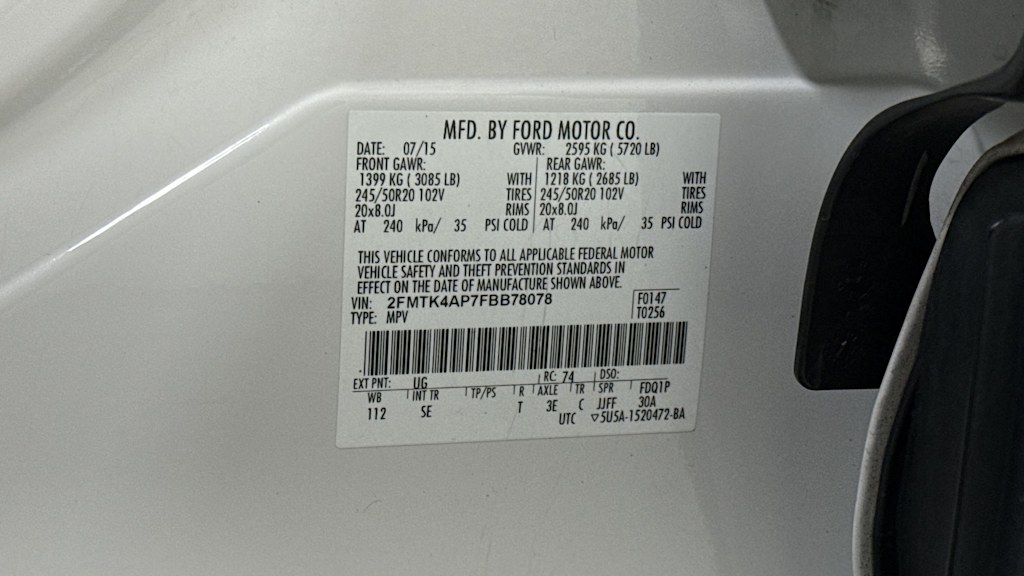 MFD. BY FORD MOTOR CO.
DATE: 07/15 GVWR: 2595 KG ( 5720 LB)
FRONT GAWR: REAR GAWR:
1399 KG ( 3085 LB) WITH 1218 KG ( 2685 LB) WITH
245/50R20 102V TIRES 245/50R20 102V TIRES
20x8.0J RIMS 20x8.0J RIMS
AT 240 kPa/ 35 PSI COLD AT 240 kPa/ 35 PSI COLD
THIS VEHICLE CONFORMS TO ALL APPLICABLE FEDERAL MOTOR
VEHICLE SAFETY AND THEFT PREVENTION STANDARDS IN
EFFECT ON THE DATE OF MANUFACTURE SHOWN ABOVE.
VIN: 2FMTK4AP7FBB78078 F0147
TYPE: MPV T0256
EXT PNT: UG RC: 74 DSO:
WB INT TR TP/PS R AXLE TR SPR FDQ1P
112 SE T 3E C JJFF 30A
UTC ▽5U5A-1520472-BA